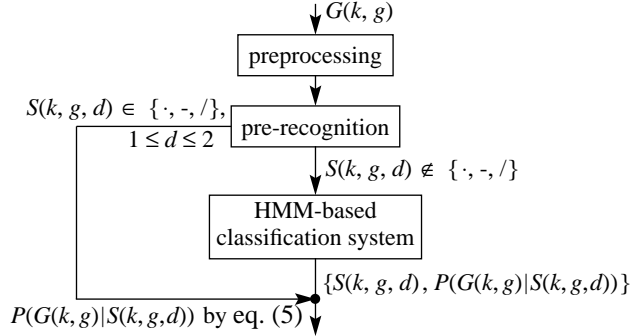 G(k, g)
preprocessing
S(k, g, d) ∈ {·, -, /},
pre-recognition
1 ≤ d ≤ 2
S(k, g, d) ∉ {·, -, /}
HMM-based
classification system
{S(k, g, d), P(G(k,g)|S(k,g,d))}
P(G(k,g)|S(k,g,d)) by eq. (5)